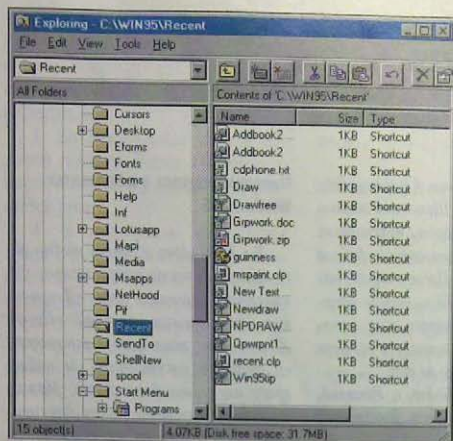 Exploring - C:\WIN95\Recent
File Edit View Tools Help
Recent
All Folders
Contents of 'C:\WIN95\Recent'
Cursors
Desktop
Eforms
Fonts
Forms
Help
Inf
Lotusapp
Mapi
Media
Msapps
NetHood
Pif
Recent
SendTo
ShellNew
spool
Start Menu
Programs
Name Size Type
Addbook2... 1KB Shortcut
Addbook2 1KB Shortcut
cdphone.txt 1KB Shortcut
Draw 1KB Shortcut
Drawfree 1KB Shortcut
Grpwork.doc 1KB Shortcut
Grpwork.zip 1KB Shortcut
guinness 1KB Shortcut
mspaint.clp 1KB Shortcut
New Text... 1KB Shortcut
Newdraw 1KB Shortcut
NPDRAW... 1KB Shortcut
Qpwrpnt1... 1KB Shortcut
recent.clp 1KB Shortcut
Win95tip 1KB Shortcut
15 object(s) 4.07KB (Disk free space: 31.7MB)